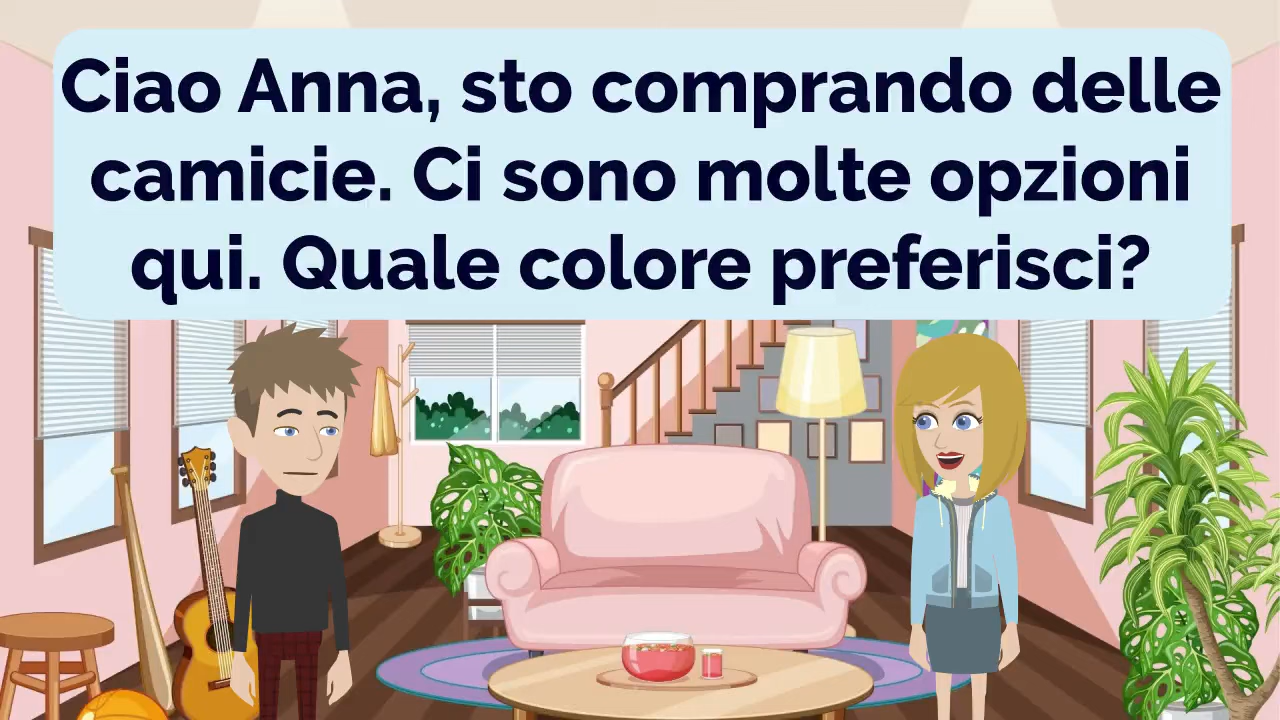 Ciao Anna, sto comprando delle
camicie. Ci sono molte opzioni
qui. Quale colore preferisci?